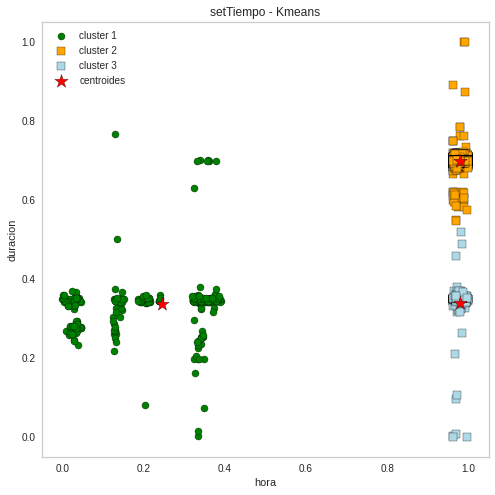 setTiempo - Kmeans
cluster 1
cluster 2
cluster 3
centroides
duracion
1.0
0.8
0.6
0.4
0.2
0.0
0.0
0.2
0.4
0.6
0.8
1.0
hora